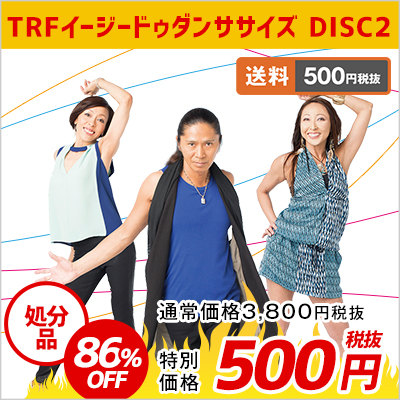 TRFイージードゥダンササイズ DISC2
送料 500円税抜
処分品
86%OFF
通常価格3,800円税抜
特別価格 500円 税抜